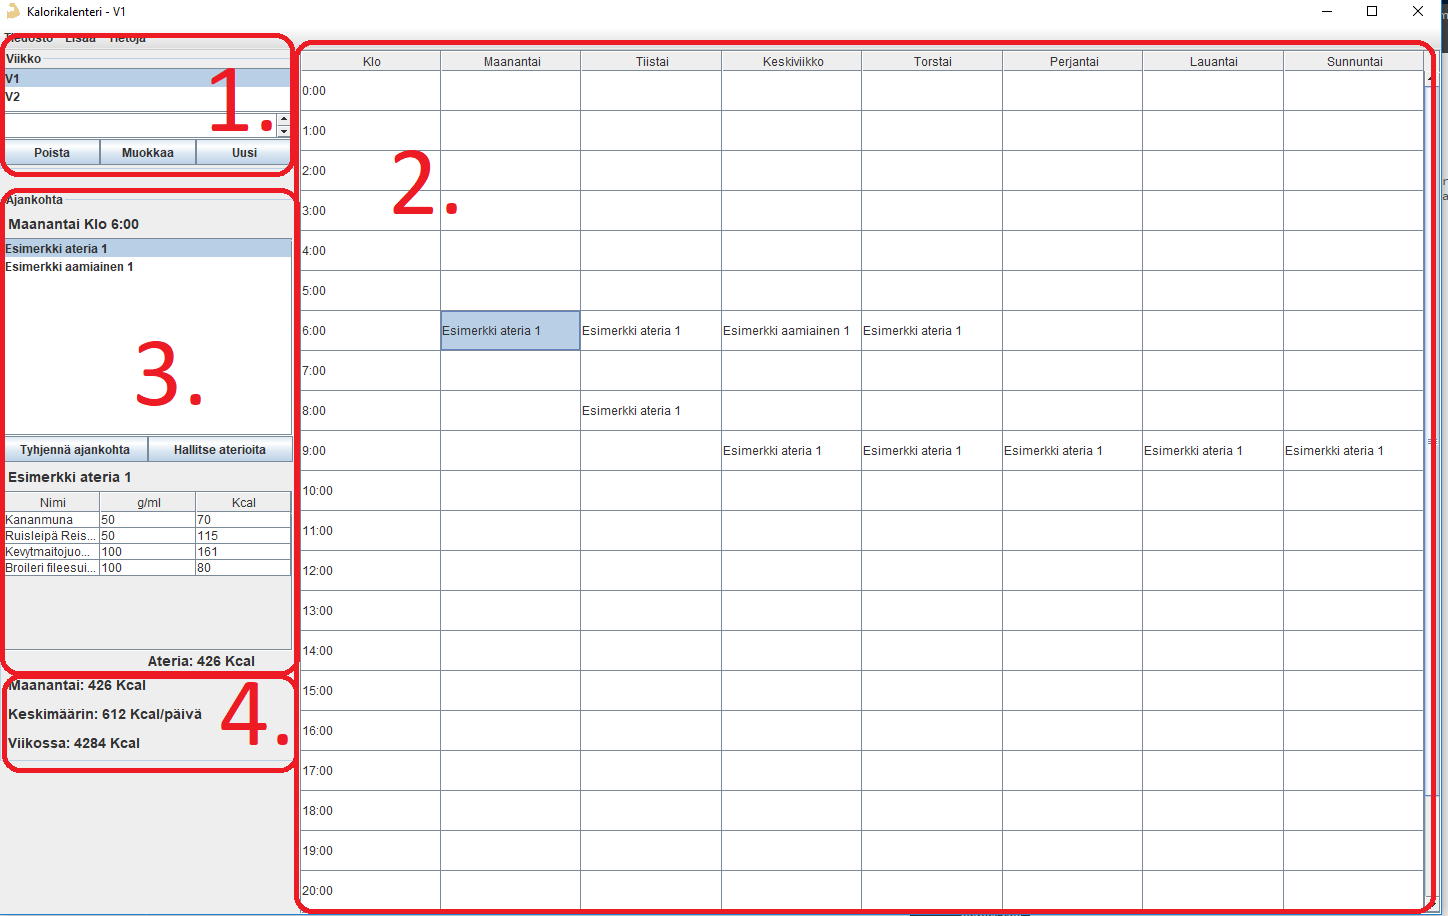 Kalorikalenteri - V1
Tiedosto Lisää Tietoja
Viikko
V1
V2
1.
Poista Muokkaa Uusi
Ajankohta
Maanantai Klo 6:00
Esimerkki ateria 1
Esimerkki aamiainen 1
3.
Tyhjennä ajankohta Hallitse aterioita
Esimerkki ateria 1
Nimi g/ml Kcal
Kananmuna 50 70
Ruisleipä Reis... 50 115
Kevytmaitojuo... 100 161
Broileri fileesui... 100 80
Ateria: 426 Kcal
Maanantai: 426 Kcal
Keskimäärin: 612 Kcal/päivä
Viikossa: 4284 Kcal
4.
Klo Maanantai Tiistai Keskiviikko Torstai Perjantai Lauantai Sunnuntai
0:00
1:00
2:00
2.
3:00
4:00
5:00
6:00 Esimerkki ateria 1 Esimerkki ateria 1 Esimerkki aamiainen 1 Esimerkki ateria 1
7:00
8:00 Esimerkki ateria 1
9:00 Esimerkki ateria 1 Esimerkki ateria 1 Esimerkki ateria 1 Esimerkki ateria 1 Esimerkki ateria 1
10:00
11:00
12:00
13:00
14:00
15:00
16:00
17:00
18:00
19:00
20:00